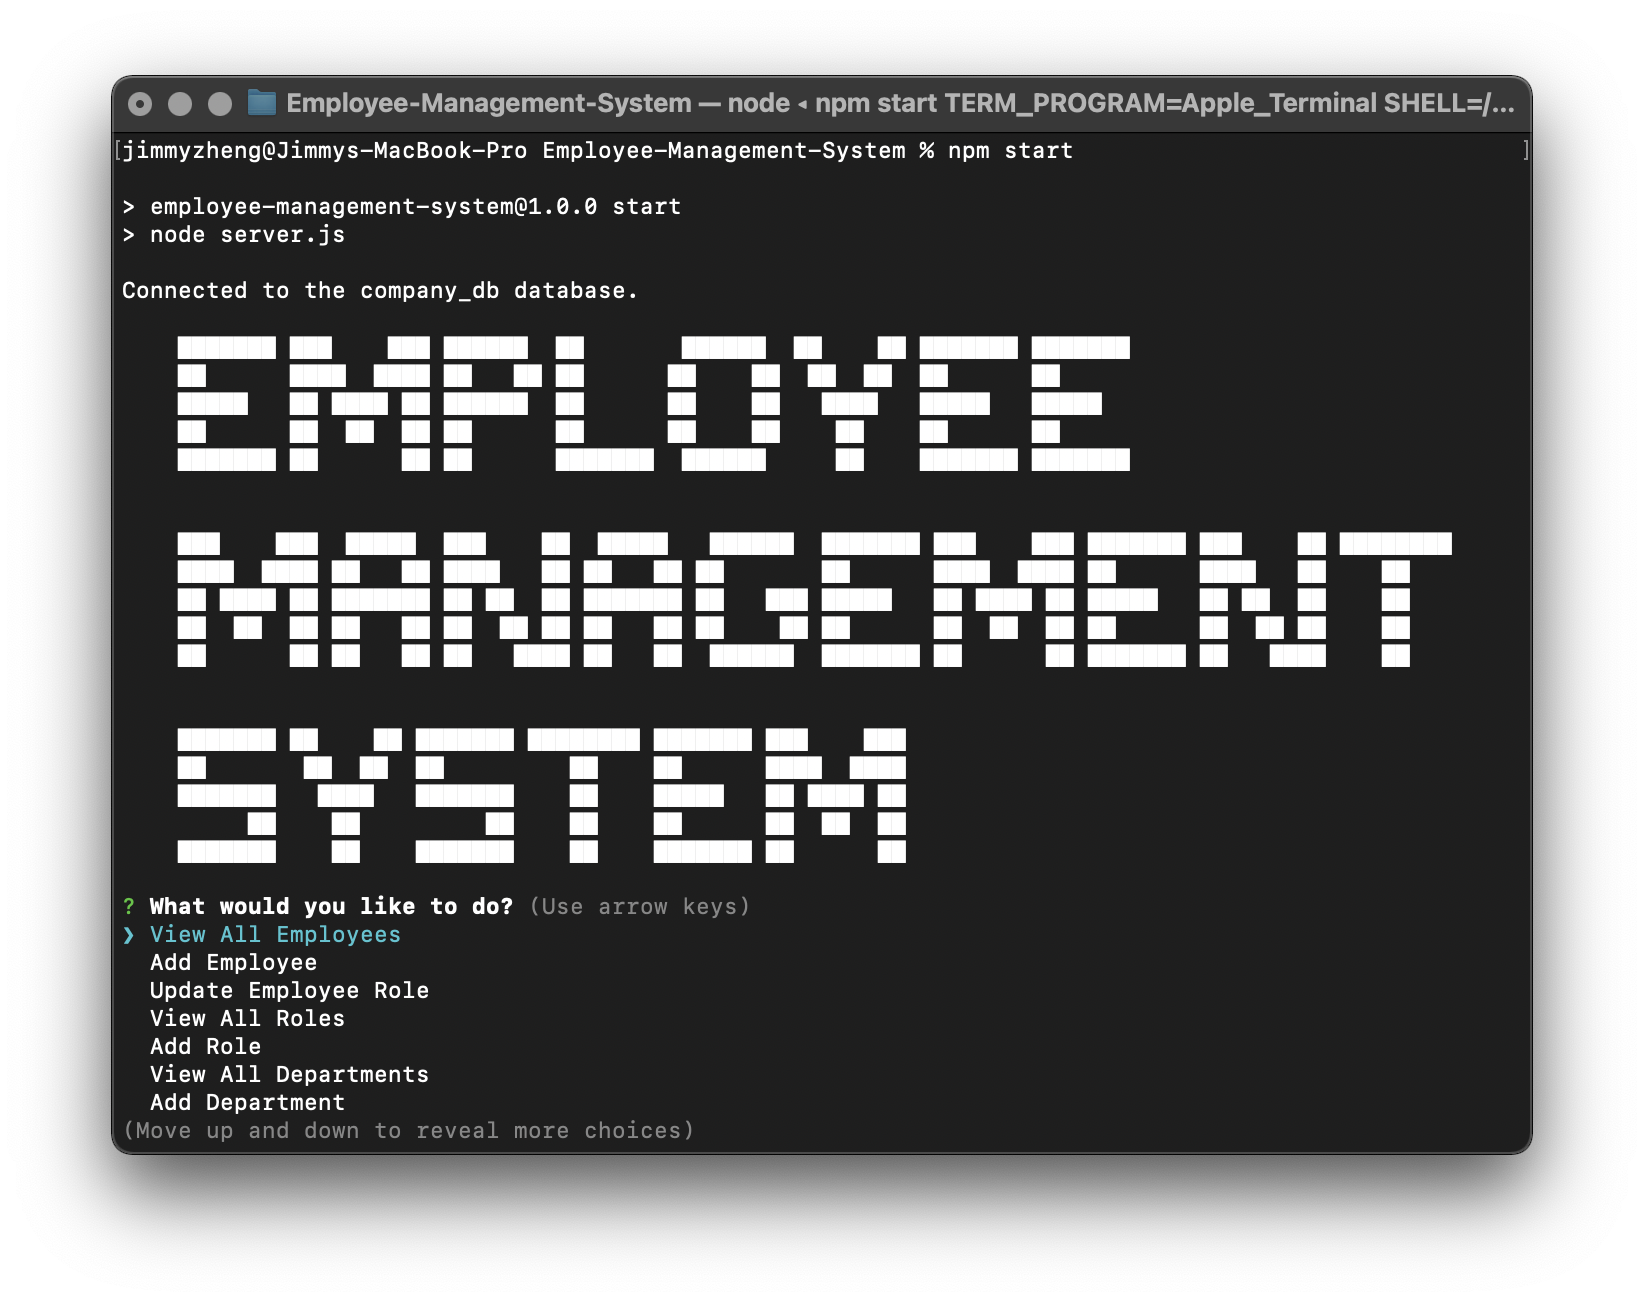 Employee-Management-System — node ◂ npm start TERM_PROGRAM=Apple_Terminal SHELL=/...
[jimmyzheng@Jimmys-MacBook-Pro Employee-Management-System % npm start ]
> employee-management-system@1.0.0 start
> node server.js
Connected to the company_db database.
EMPLOYEE
MANAGEMENT
SYSTEM
? What would you like to do? (Use arrow keys)
❯ View All Employees
Add Employee
Update Employee Role
View All Roles
Add Role
View All Departments
Add Department
(Move up and down to reveal more choices)